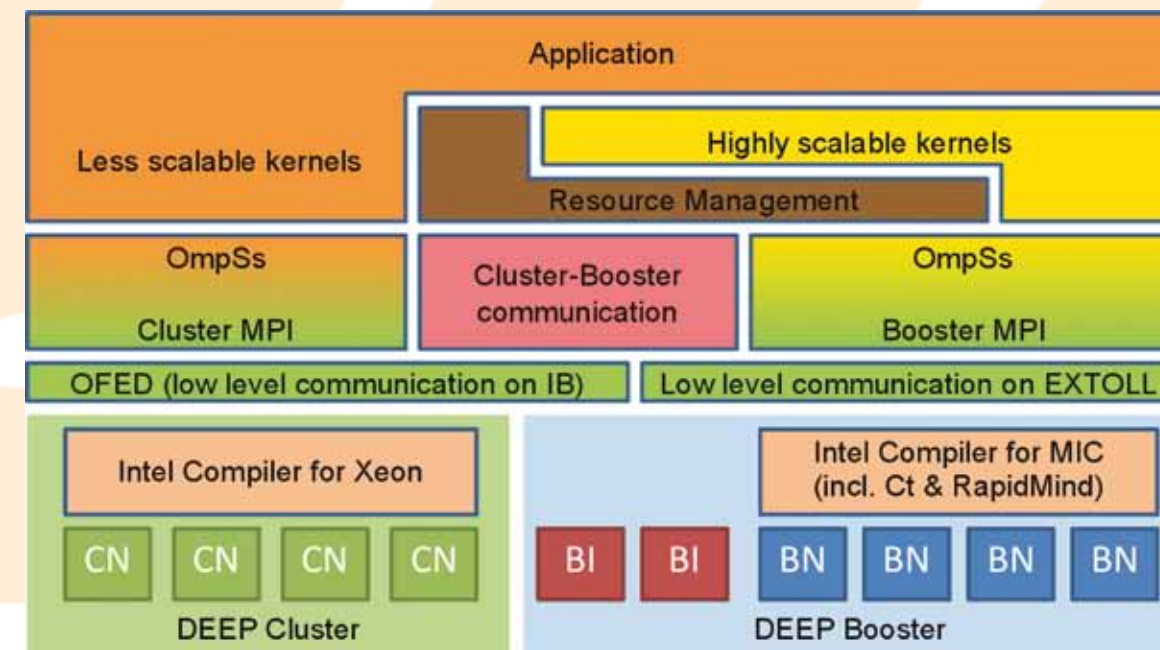 Application
Less scalable kernels
Highly scalable kernels
Resource Management
OmpSs
Cluster MPI
Cluster-Booster
communication
OmpSs
Booster MPI
OFED (low level communication on IB)
Low level communication on EXTOLL
Intel Compiler for Xeon
Intel Compiler for MIC
(incl. Ct & RapidMind)
CN CN CN CN
BI BI
BN BN BN BN
DEEP Cluster
DEEP Booster